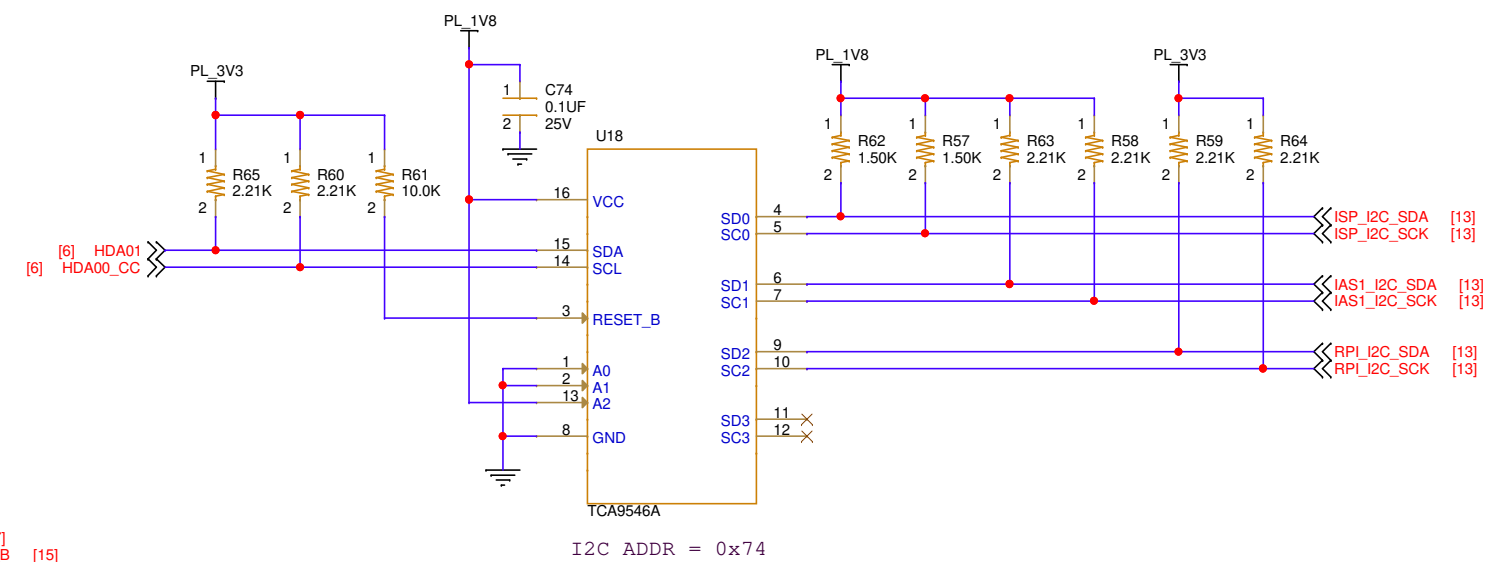 PL_1V8
PL_3V3
PL_1V8
PL_3V3
1 C74
0.1UF
2 25V
U18
1 R65
2.21K
2
1 R60
2.21K
2
1 R61
10.0K
2
1 R62
1.50K
2
1 R57
1.50K
2
1 R63
2.21K
2
1 R58
2.21K
2
1 R59
2.21K
2
1 R64
2.21K
2
16 VCC
[6] HDA01 15 SDA
[6] HDA00_CC 14 SCL
3 RESET_B
1 A0
2 A1
13 A2
8 GND
SD0 4 ISP_I2C_SDA [13]
SC0 5 ISP_I2C_SCK [13]
SD1 6 IAS1_I2C_SDA [13]
SC1 7 IAS1_I2C_SCK [13]
SD2 9 RPI_I2C_SDA [13]
SC2 10 RPI_I2C_SCK [13]
SD3 11
SC3 12
TCA9546A
I2C ADDR = 0x74
]
B [15]